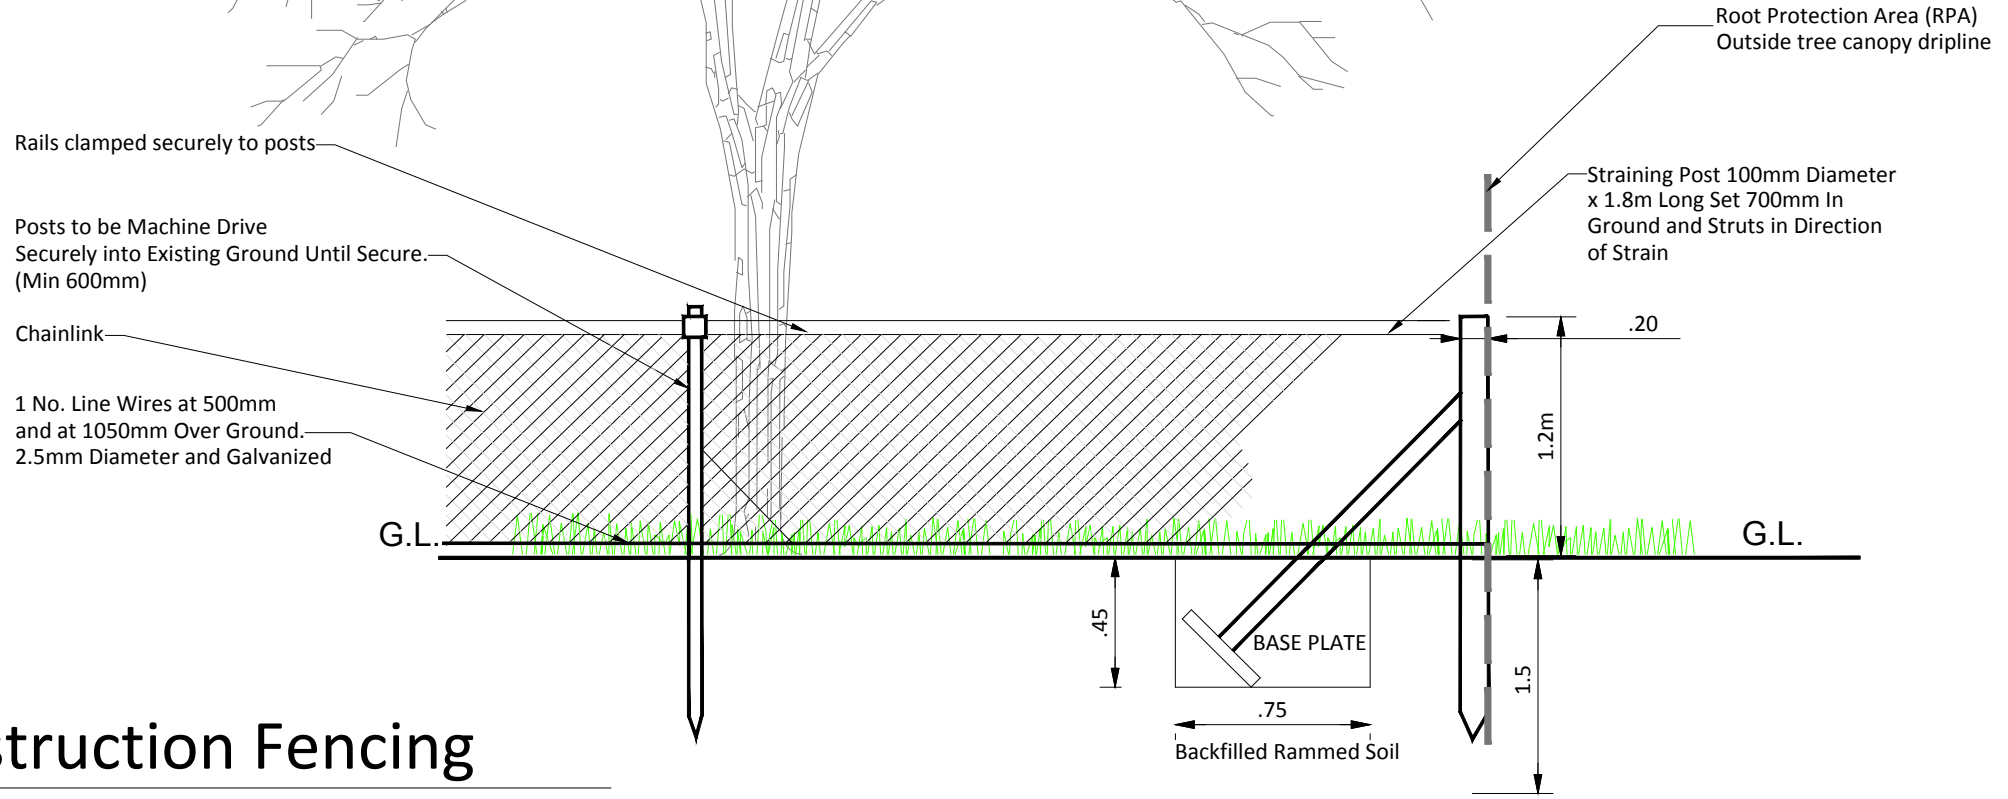 Root Protection Area (RPA)
Outside tree canopy dripline
Rails clamped securely to posts
Straining Post 100mm Diameter
x 1.8m Long Set 700mm In
Ground and Struts in Direction
of Strain
Posts to be Machine Drive
Securely into Existing Ground Until Secure.
(Min 600mm)
Chainlink
.20
1 No. Line Wires at 500mm
and at 1050mm Over Ground.
2.5mm Diameter and Galvanized
1.2m
G.L.
G.L.
.45
BASE PLATE
1.5
.75
Backfilled Rammed Soil
struction Fencing